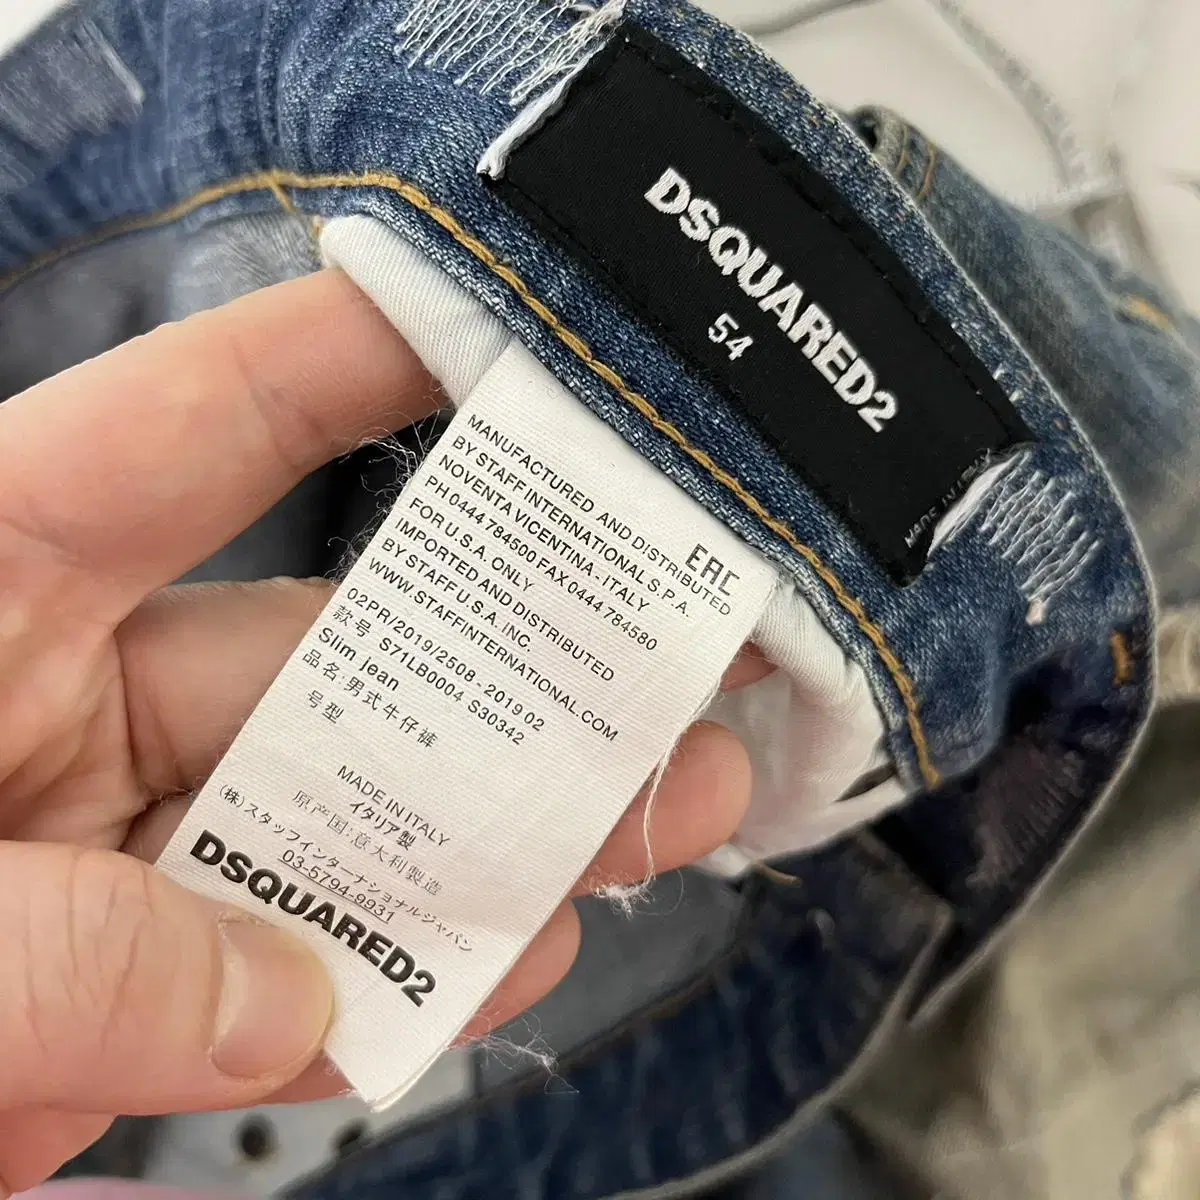 DSQUARED2
54
MADE IN ITALY
EAC
MANUFACTURED AND DISTRIBUTED
BY STAFF INTERNATIONAL S.P.A.
NOVENTA VICENTINA - ITALY
PH 0444 784500 FAX 0444 784580
FOR U.S.A. ONLY
IMPORTED AND DISTRIBUTED
BY STAFF U.S.A. INC.
WWW.STAFFINTERNATIONAL.COM
02PR/2019/2508 - 2019 02
款号 S71LB0004 S30342
Slim jean
品名:男式牛仔裤
号型
MADE IN ITALY
イタリア製
原产国:意大利製造
(株)スタッフインターナショナルジャパン
03-5794-9931
DSQUARED2